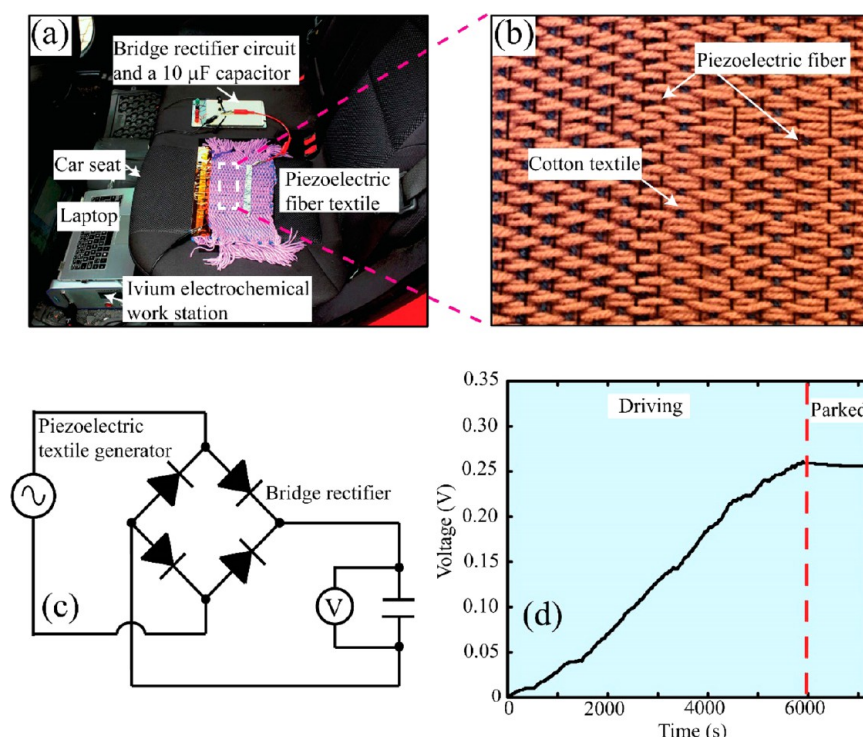 (a)
Bridge rectifier circuit
and a 10 μF capacitor
Car seat
Laptop
Piezoelectric
fiber textile
Ivium electrochemical
work station
(b)
Piezoelectric fiber
Cotton textile
Piezoelectric
textile generator
Bridge rectifier
(c)
V
0.35
0.30
0.25
0.20
0.15
0.10
0.05
0
Voltage (V)
Driving
Parked
(d)
0
2000
4000
6000
Time (s)